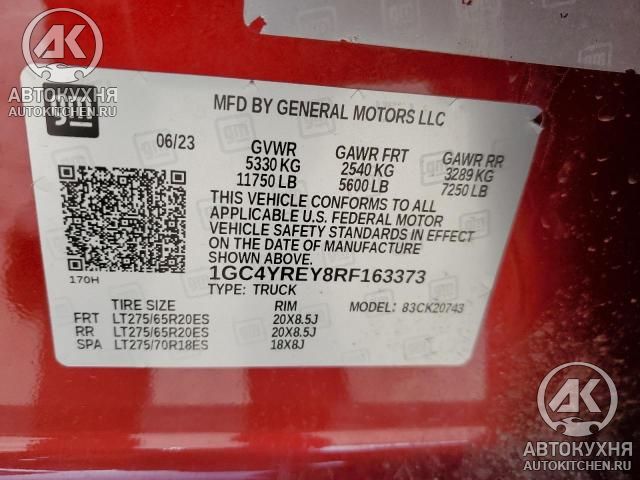 АК
АВТОКУХНЯ
AUTOKITCHEN.RU
gm
MFD BY GENERAL MOTORS LLC
06/23 GVWR GAWR FRT GAWR RR
5330 KG 2540 KG 3289 KG
11750 LB 5600 LB 7250 LB
THIS VEHICLE CONFORMS TO ALL
APPLICABLE U.S. FEDERAL MOTOR
VEHICLE SAFETY STANDARDS IN EFFECT
ON THE DATE OF MANUFACTURE
SHOWN ABOVE.
170H 1GC4YREY8RF163373
TYPE: TRUCK
TIRE SIZE RIM MODEL: 83CK20743
FRT LT275/65R20ES 20X8.5J
RR LT275/65R20ES 20X8.5J
SPA LT275/70R18ES 18X8J
АК
АВТОКУХНЯ
AUTOKITCHEN.RU